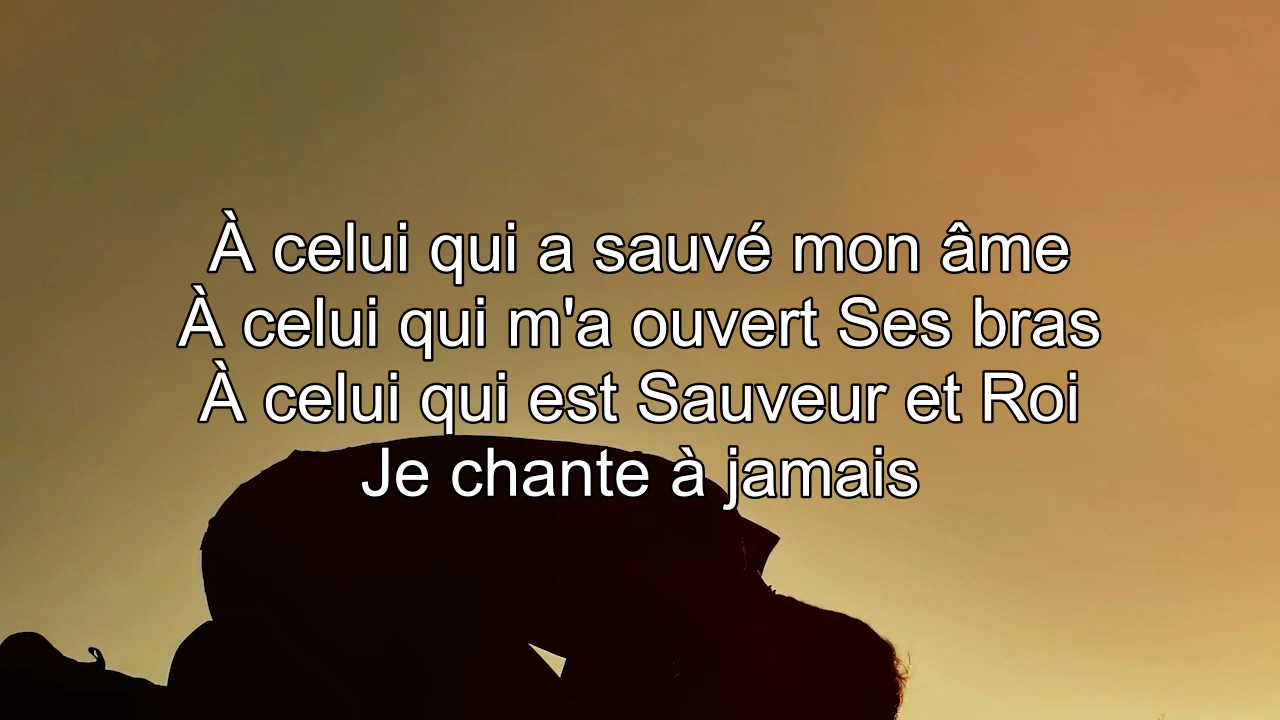 À celui qui a sauvé mon âme
À celui qui m'a ouvert Ses bras
À celui qui est Sauveur et Roi
Je chante à jamais